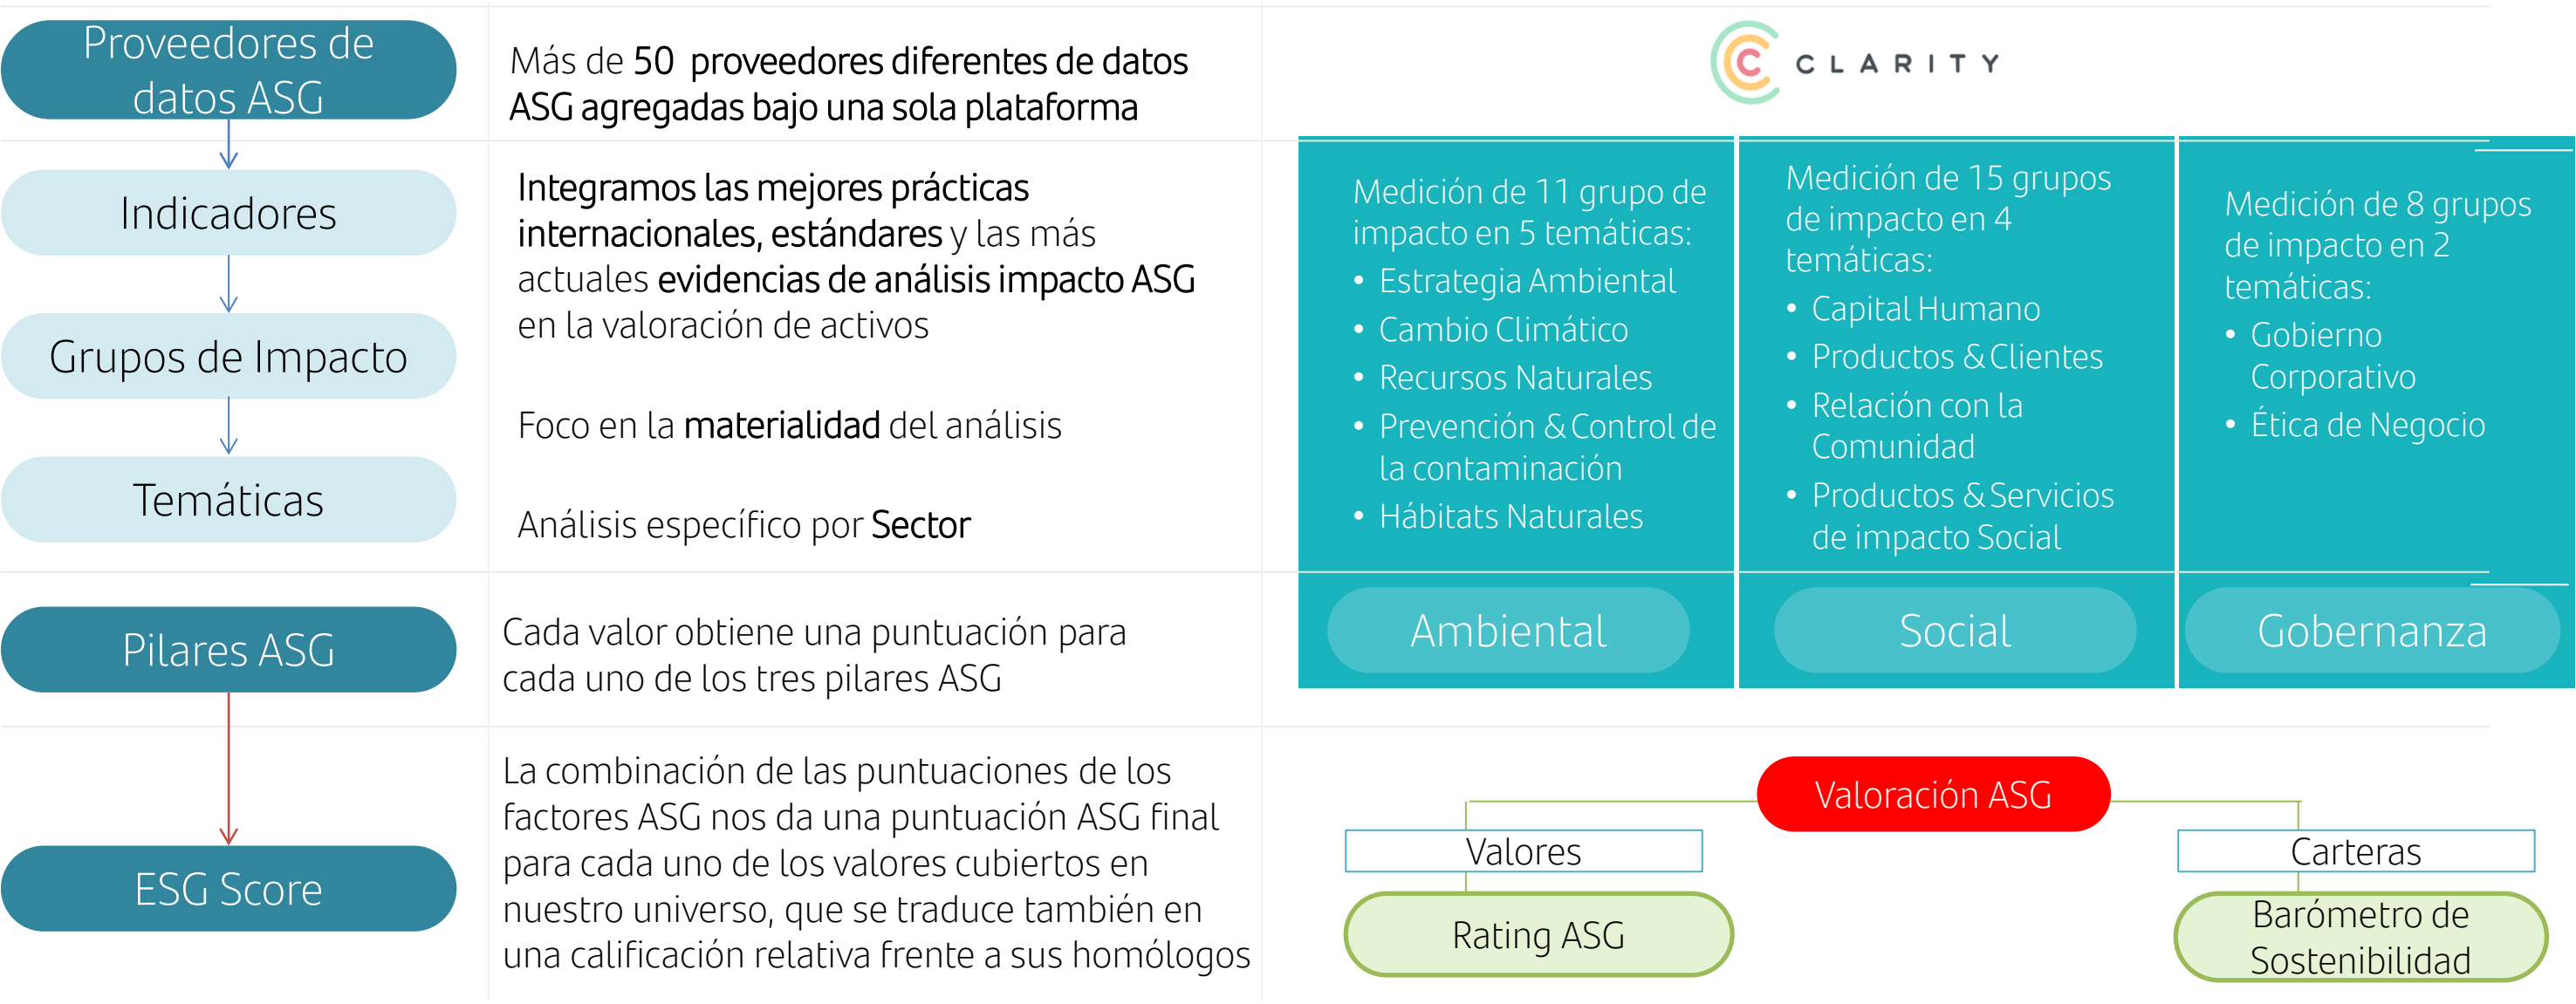 Proveedores de
datos ASG
Más de 50 proveedores diferentes de datos
ASG agregadas bajo una sola plataforma
CLARITY
Indicadores
Grupos de Impacto
Temáticas
Integramos las mejores prácticas
internacionales, estándares y las más
actuales evidencias de análisis impacto ASG
en la valoración de activos
Foco en la materialidad del análisis
Análisis específico por Sector
Medición de 11 grupo de
impacto en 5 temáticas:
• Estrategia Ambiental
• Cambio Climático
• Recursos Naturales
• Prevención & Control de
la contaminación
• Hábitats Naturales
Medición de 15 grupos
de impacto en 4
temáticas:
• Capital Humano
• Productos & Clientes
• Relación con la
Comunidad
• Productos & Servicios
de impacto Social
Medición de 8 grupos
de impacto en 2
temáticas:
• Gobierno
Corporativo
• Ética de Negocio
Pilares ASG
Cada valor obtiene una puntuación para
cada uno de los tres pilares ASG
Ambiental
Social
Gobernanza
ESG Score
La combinación de las puntuaciones de los
factores ASG nos da una puntuación ASG final
para cada uno de los valores cubiertos en
nuestro universo, que se traduce también en
una calificación relativa frente a sus homólogos
Valoración ASG
Valores
Carteras
Rating ASG
Barómetro de
Sostenibilidad